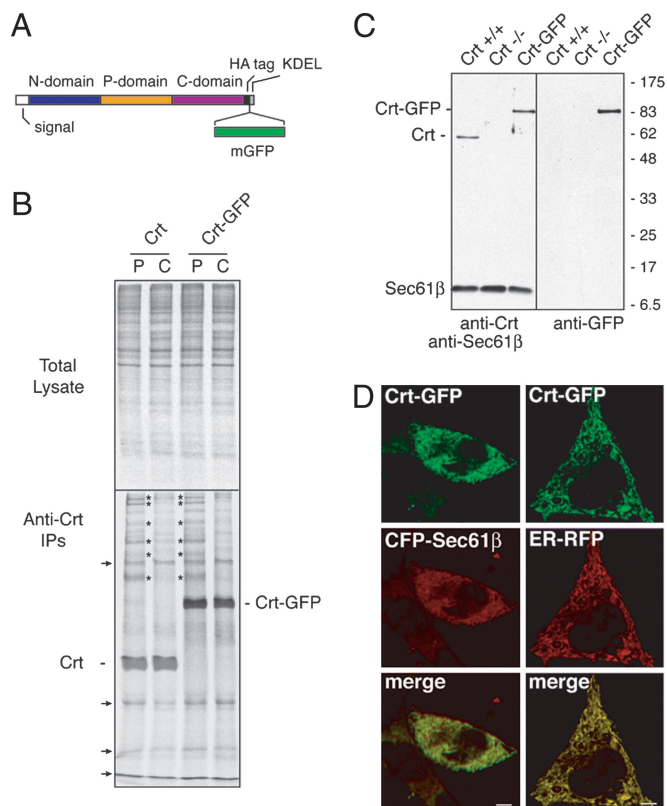 A
HA tag KDEL
N-domain P-domain C-domain
signal
mGFP
B
Crt Crt-GFP
P C P C
Total
Lysate
Anti-Crt
IPs
* *
* *
* *
* *
* *
* *
- Crt-GFP
Crt -
C
Crt +/+ Crt -/- Crt-GFP Crt +/+ Crt -/- Crt-GFP
- 175
Crt-GFP - - 83
Crt - - 62
- 48
- 33
- 25
- 17
Sec61β
- 6.5
anti-Crt anti-GFP
anti-Sec61β
D
Crt-GFP Crt-GFP
CFP-Sec61β ER-RFP
merge merge